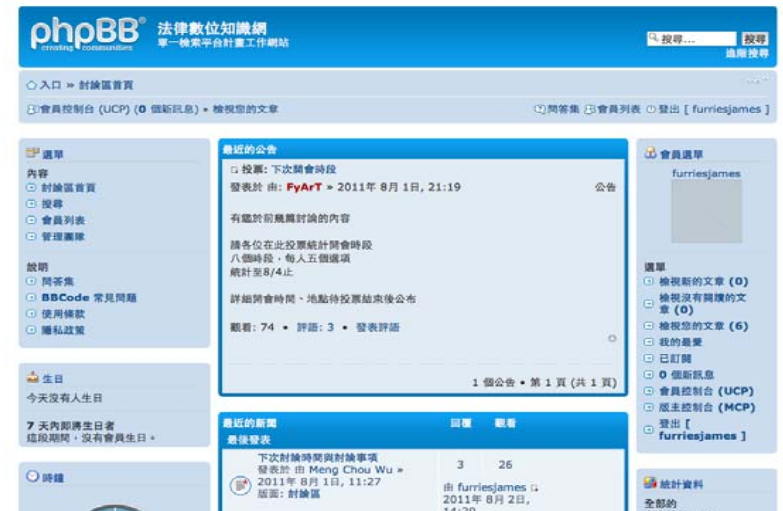 phpBB®
creating communities
法律數位知識網
單一檢索平台計畫工作網站
搜尋...
搜尋
進階搜尋
入口 » 討論區首頁
會員控制台 (UCP) (0 個新訊息) • 檢視您的文章
問答集 會員列表 登出 [ furriesjames ]
選單
內容
討論區首頁
搜尋
會員列表
管理團隊
說明
問答集
BBCode 常見問題
使用條款
隱私政策
生日
今天沒有人生日
7 天內即將生日者
這段期間，沒有會員生日。
時鐘
最近的公告
投票: 下次開會時段
發表於 由: FyArT » 2011年 8月 1日, 21:19
公告
有鑑於前幾篇討論的內容
請各位在此投票統計開會時段
八個時段，每人五個選項
統計至8/4止
詳細開會時間、地點待投票結束後公布
觀看: 74 • 評語: 3 • 發表評語
1 個公告 • 第 1 頁 (共 1 頁)
最近的新聞 回覆 觀看
最後發表
下次討論時間與討論事項
發表於 由 Meng Chou Wu »
2011年 8月 1日, 11:27
版面: 討論區
3 26
由 furriesjames
2011年 8月 2日,
14:20
會員選單
furriesjames
選單
檢視新的文章 (0)
檢視沒有閱讀的文
章 (0)
檢視您的文章 (6)
我的最愛
已訂閱
0 個新訊息
會員控制台 (UCP)
版主控制台 (MCP)
登出 [
furriesjames ]
統計資料
全部的